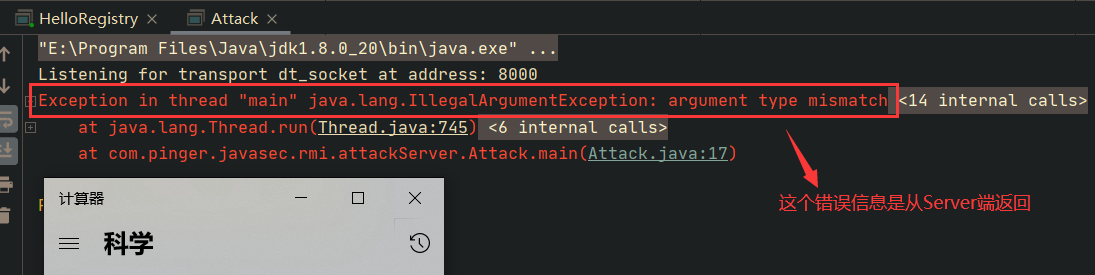 HelloRegistry × Attack ×
"E:\Program Files\Java\jdk1.8.0_20\bin\java.exe" ...
Listening for transport dt_socket at address: 8000
Exception in thread "main" java.lang.IllegalArgumentException: argument type mismatch <14 internal calls>
at java.lang.Thread.run(Thread.java:745) <6 internal calls>
at com.pinger.javasec.rmi.attackServer.Attack.main(Attack.java:17)
这个错误信息是从Server端返回
计算器
科学